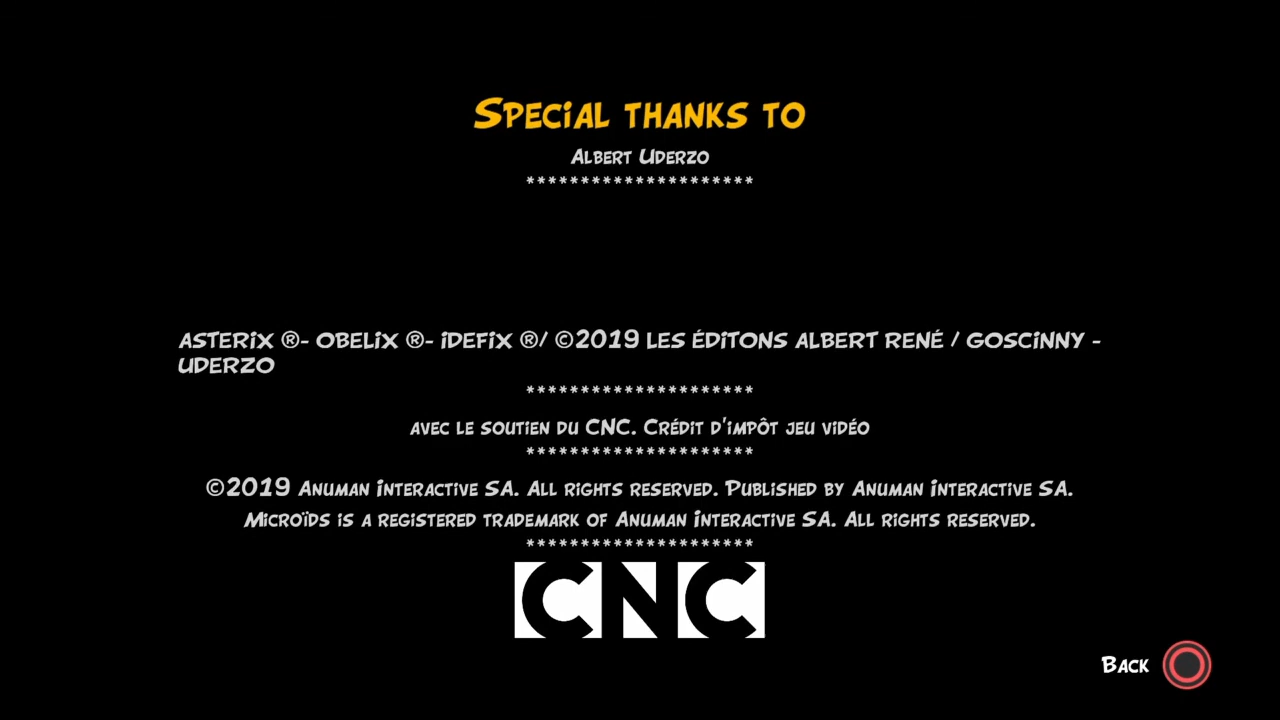 Special thanks to
Albert Uderzo
*********************
ASTERIX ®- OBELIX ®- IDEFIX ®/ ©2019 LES ÉDITONS ALBERT RENÉ / GOSCINNY -
UDERZO
*********************
avec le soutien du CNC. Crédit d'impôt jeu vidéo
*********************
©2019 Anuman Interactive SA. All rights reserved. Published by Anuman Interactive SA.
Microïds is a registered trademark of Anuman Interactive SA. All rights reserved.
*********************
CNC
Back